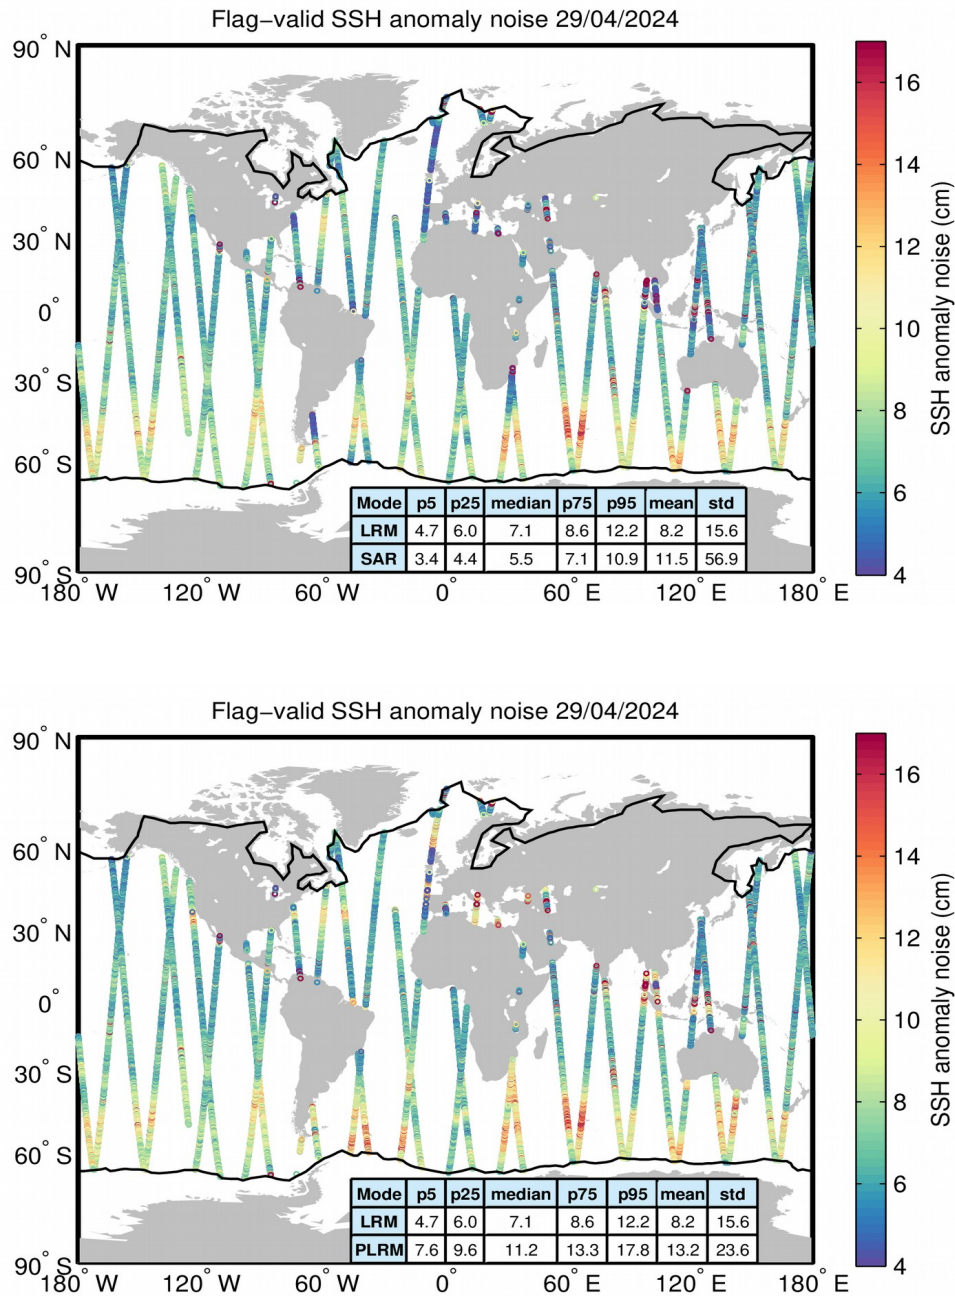 Flag−valid SSH anomaly noise 29/04/2024
90° N
60° N
30° N
0°
30° S
60° S
90° S
180° W
120° W
60° W
0°
60° E
120° E
180° E
16
14
12
10
8
6
4
SSH anomaly noise (cm)
Mode p5 p25 median p75 p95 mean std
LRM 4.7 6.0 7.1 8.6 12.2 8.2 15.6
SAR 3.4 4.4 5.5 7.1 10.9 11.5 56.9
Flag−valid SSH anomaly noise 29/04/2024
90° N
60° N
30° N
0°
30° S
60° S
90° S
180° W
120° W
60° W
0°
60° E
120° E
180° E
16
14
12
10
8
6
4
SSH anomaly noise (cm)
Mode p5 p25 median p75 p95 mean std
LRM 4.7 6.0 7.1 8.6 12.2 8.2 15.6
PLRM 7.6 9.6 11.2 13.3 17.8 13.2 23.6